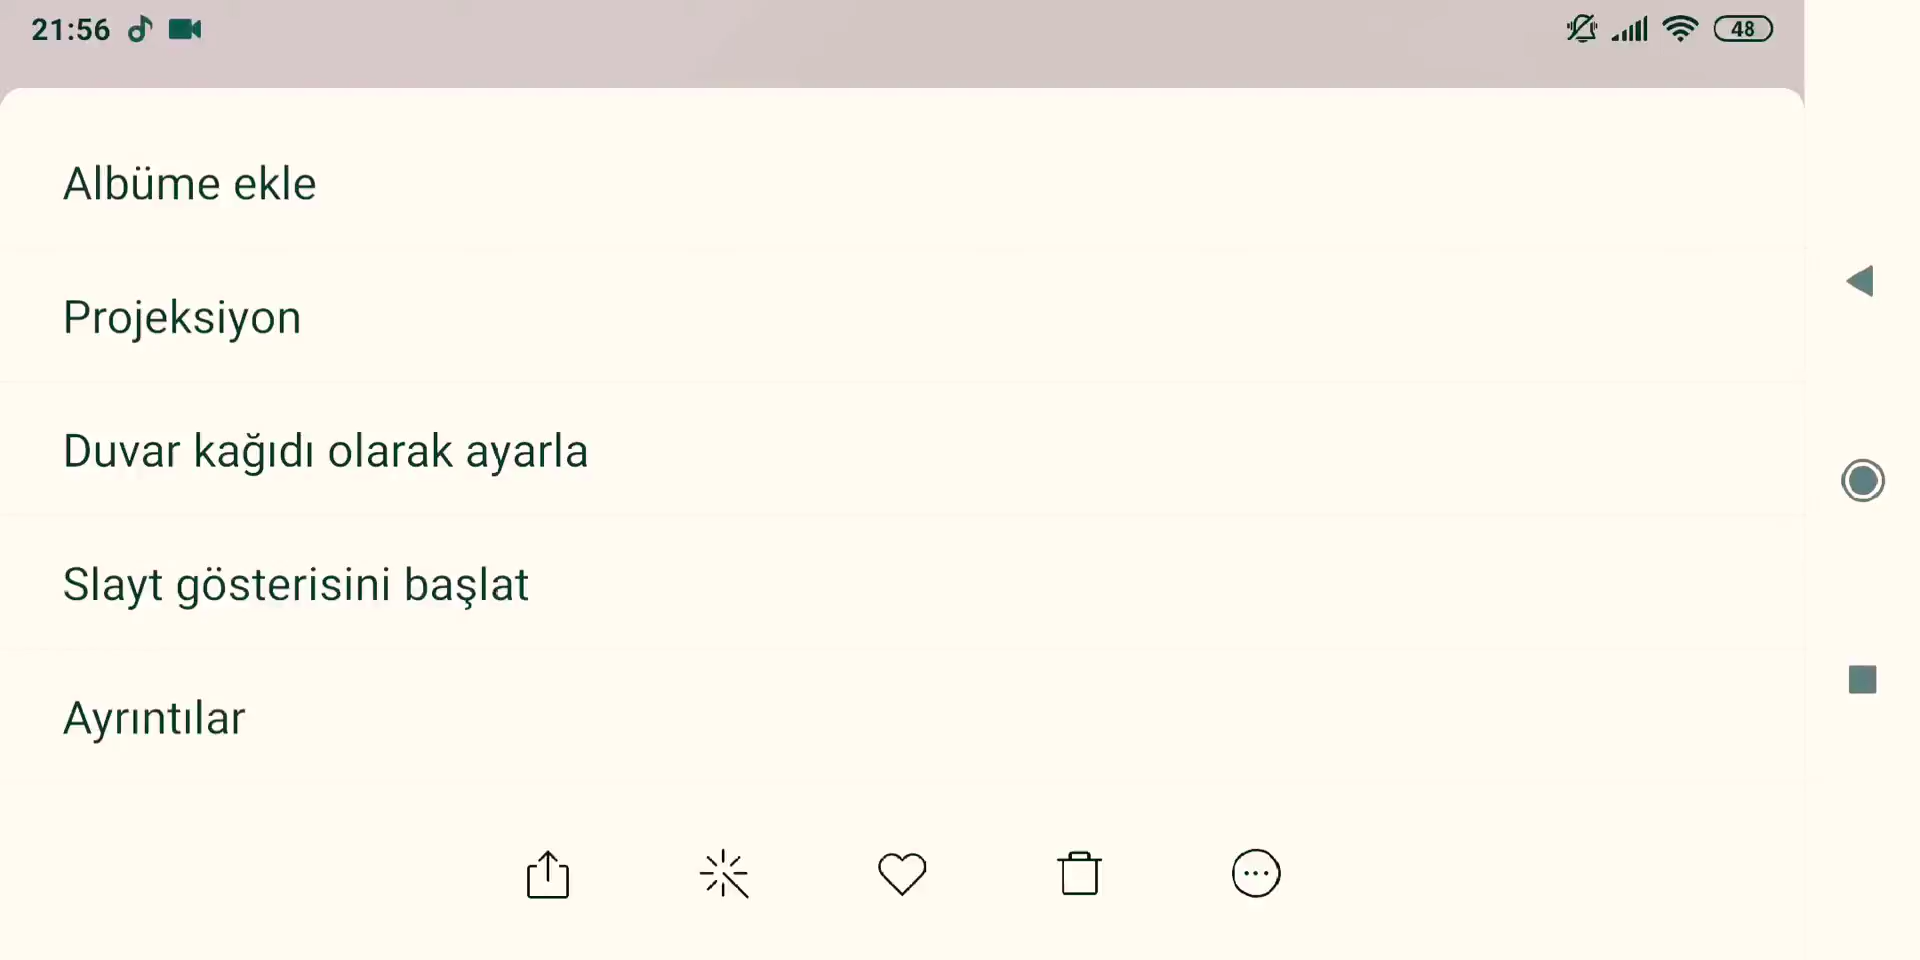 21:56
48
Albüme ekle
Projeksiyon
Duvar kağıdı olarak ayarla
Slayt gösterisini başlat
Ayrıntılar